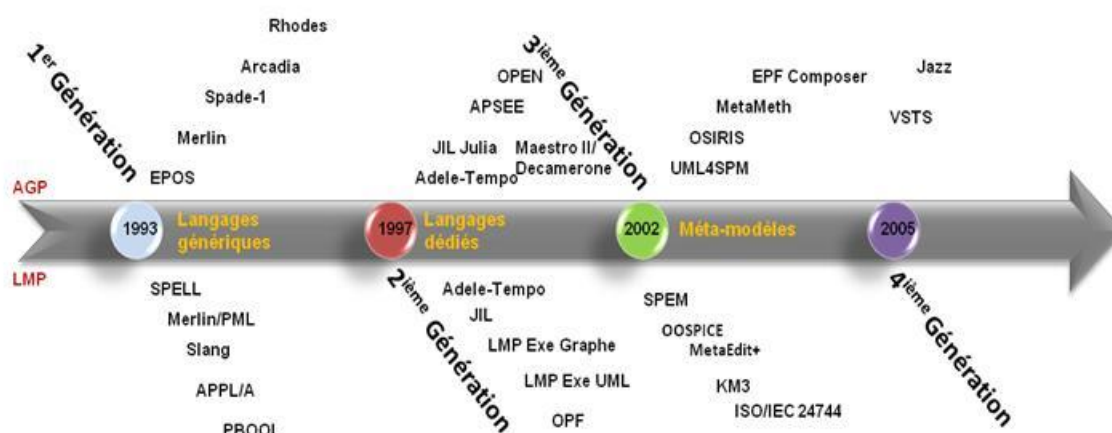 Rhodes
Arcadia
Spade-1
Merlin
EPOS
1er Génération
OPEN
APSEE
JIL Julia
Adele-Tempo
Maestro II/
Decamerone
3ième Génération
EPF Composer
MetaMeth
OSIRIS
UML4SPM
Jazz
VSTS
AGP
1993
Langages
génériques
1997
Langages
dédiés
2002
Méta-modèles
2005
LMP
SPELL
Merlin/PML
Slang
APPL/A
PBOOL
2ième Génération
Adele-Tempo
JIL
LMP Exe Graphe
LMP Exe UML
OPF
SPEM
OOSPICE
MetaEdit+
KM3
ISO/IEC 24744
4ième Génération